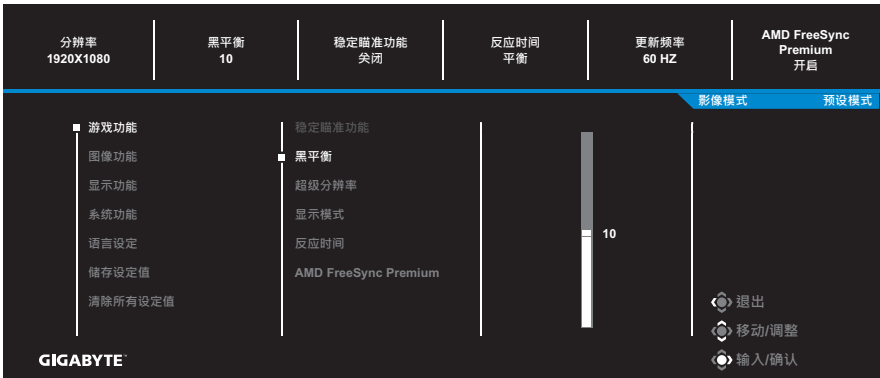 分辨率
1920X1080
黑平衡
10
稳定瞄准功能
关闭
反应时间
平衡
更新频率
60 HZ
AMD FreeSync
Premium
开启
影像模式 预设模式
游戏功能
图像功能
显示功能
系统功能
语言设定
储存设定值
清除所有设定值
稳定瞄准功能
黑平衡
超级分辨率
显示模式
反应时间
AMD FreeSync Premium
10
退出
移动/调整
输入/确认
GIGABYTE™